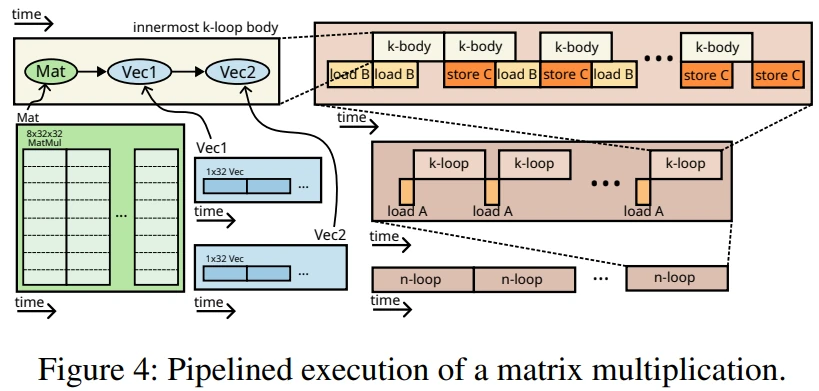 time
innermost k-loop body
Mat
Vec1
Vec2
k-body
k-body
k-body
k-body
load B
load B
store C
load B
store C
load B
store C
store C
Mat
8x32x32
MatMul
...
time
Vec1
1x32 Vec
...
time
Vec2
1x32 Vec
...
time
time
k-loop
k-loop
k-loop
load A
load A
load A
time
n-loop
n-loop
...
n-loop
time
Figure 4: Pipelined execution of a matrix multiplication.